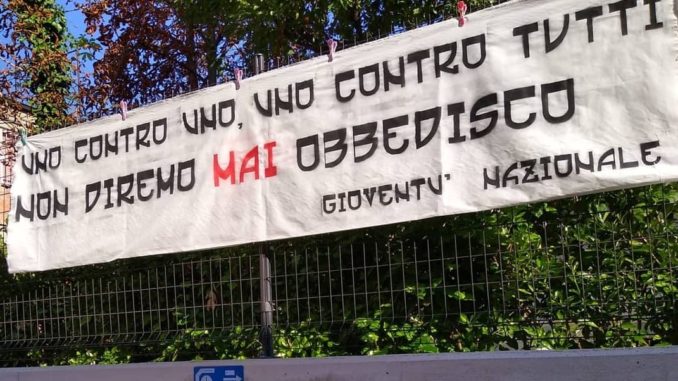 UNO CONTRO UNO, UNO CONTRO TUTTI
NON DIREMO MAI OBBEDISCO
GIOVENTU' NAZIONALE